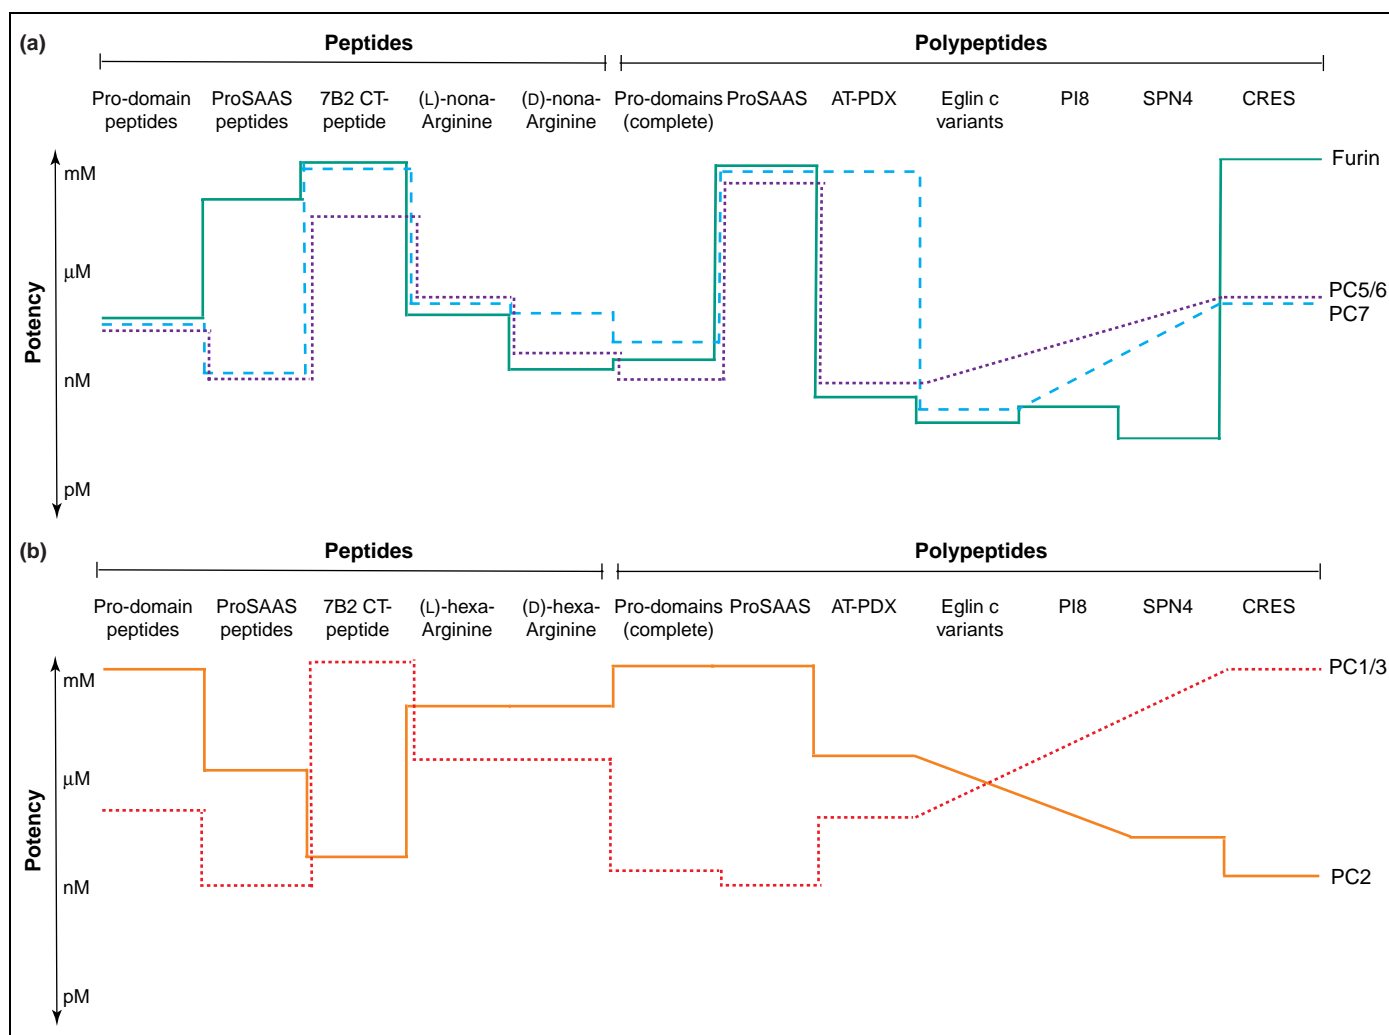 (a)
Peptides
Polypeptides
Pro-domain ProSAAS 7B2 CT- (L)-nona- (D)-nona- Pro-domains ProSAAS AT-PDX Eglin c PI8 SPN4 CRES
peptides peptides peptide Arginine Arginine (complete) variants
mM
μM
nM
pM
Potency
Furin
PC5/6
PC7
(b)
Peptides
Polypeptides
Pro-domain ProSAAS 7B2 CT- (L)-hexa- (D)-hexa- Pro-domains ProSAAS AT-PDX Eglin c PI8 SPN4 CRES
peptides peptides peptide Arginine Arginine (complete) variants
mM
μM
nM
pM
Potency
PC1/3
PC2